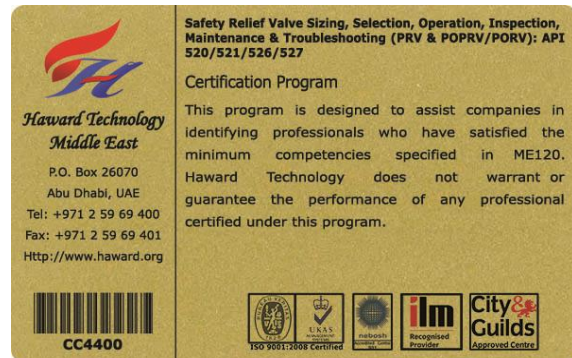 Haward Technology
Middle East
P.O. Box 26070
Abu Dhabi, UAE
Tel: +971 2 59 69 400
Fax: +971 2 59 69 401
Http://www.haward.org
CC4400
Safety Relief Valve Sizing, Selection, Operation, Inspection,
Maintenance & Troubleshooting (PRV & POPRV/PORV): API
520/521/526/527
Certification Program
This program is designed to assist companies in
identifying professionals who have satisfied the
minimum competencies specified in ME120.
Haward Technology does not warrant or
guarantee the performance of any professional
certified under this program.
UKAS
MANAGEMENT
SYSTEMS
ISO 9001:2008 Certified
nebosh
ilm
Recognised
Provider
City&
Guilds
Approved Centre